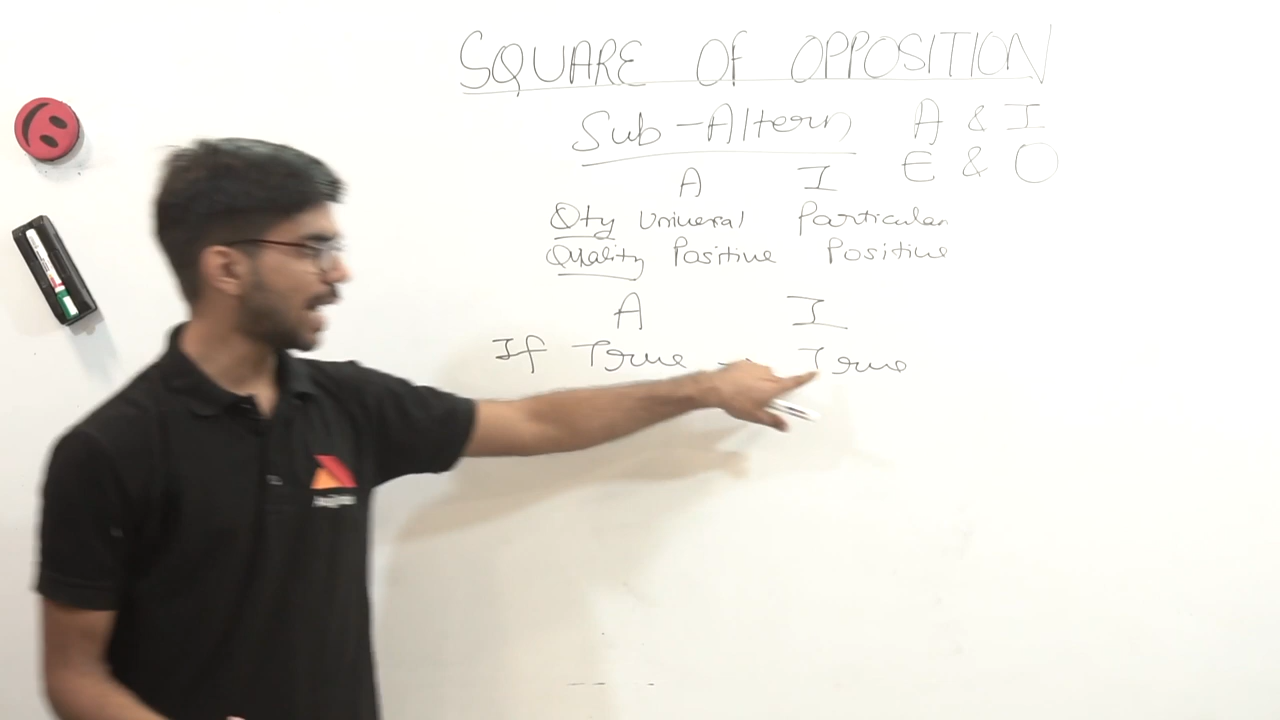 SQUARE OF OPPOSITION
Sub-Altern A & I
E & O
A I
Qty Universal Particular
Quality Positive Positive
A I
If True → True